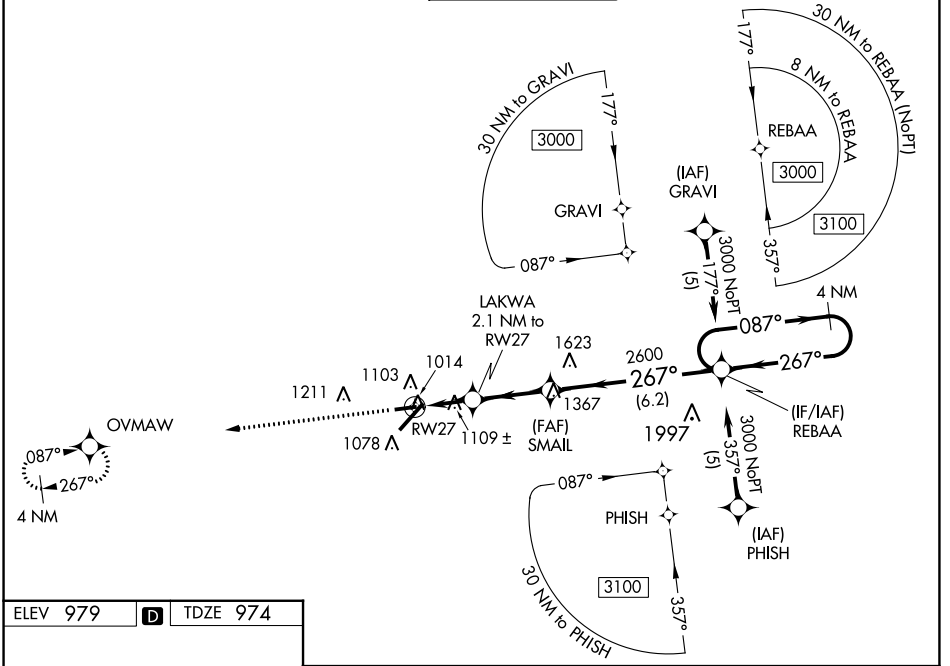 30 NM to REBAA (NoPT)
177°
8 NM to REBAA
REBAA
3000
3100
357°
30 NM to GRAVI
177°
3000
GRAVI
087°
(IAF)
GRAVI
3000 NoPT
177°
(5)
4 NM
087°
267°
LAKWA
2.1 NM to
RW27
1623
2600
267°
(6.2)
1014
1103
1211
OVMAW
087°
267°
4 NM
1078
RW27
1109 ±
(FAF)
SMAIL
1367
1997
(IF/IAF)
REBAA
3000 NoPT
357°
(5)
(IAF)
PHISH
087°
PHISH
3100
357°
30 NM to PHISH
ELEV 979 D TDZE 974